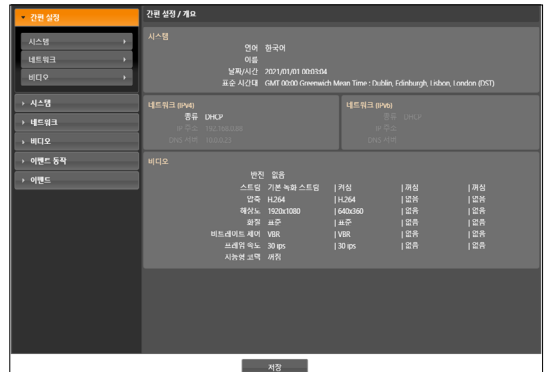 간편 설정
간편 설정 / 개요
시스템
네트워크
비디오
시스템
네트워크
비디오
이벤트 동작
이벤트
시스템
언어 한국어
이름
날짜/시간 2021/01/01 00:03:04
표준 시간대 GMT 00:00 Greenwich Mean Time : Dublin, Edinburgh, Lisbon, London (DST)
네트워크 (IPv4)
종류 DHCP
IP 주소 192.168.0.88
DNS 서버 10.0.0.23
네트워크 (IPv6)
종류 DHCP
IP 주소
DNS 서버
비디오
반전 없음
스트림 기본 녹화 스트림 | 켜짐 | 꺼짐 | 꺼짐
압축 H.264 | H.264 | 없음 | 없음
해상도 1920x1080 | 640x360 | 없음 | 없음
화질 표준 | 표준 | 없음 | 없음
비트레이트 제어 VBR | VBR | 없음 | 없음
프레임 속도 30 ips | 30 ips | 없음 | 없음
지능형 코덱 꺼짐
저장